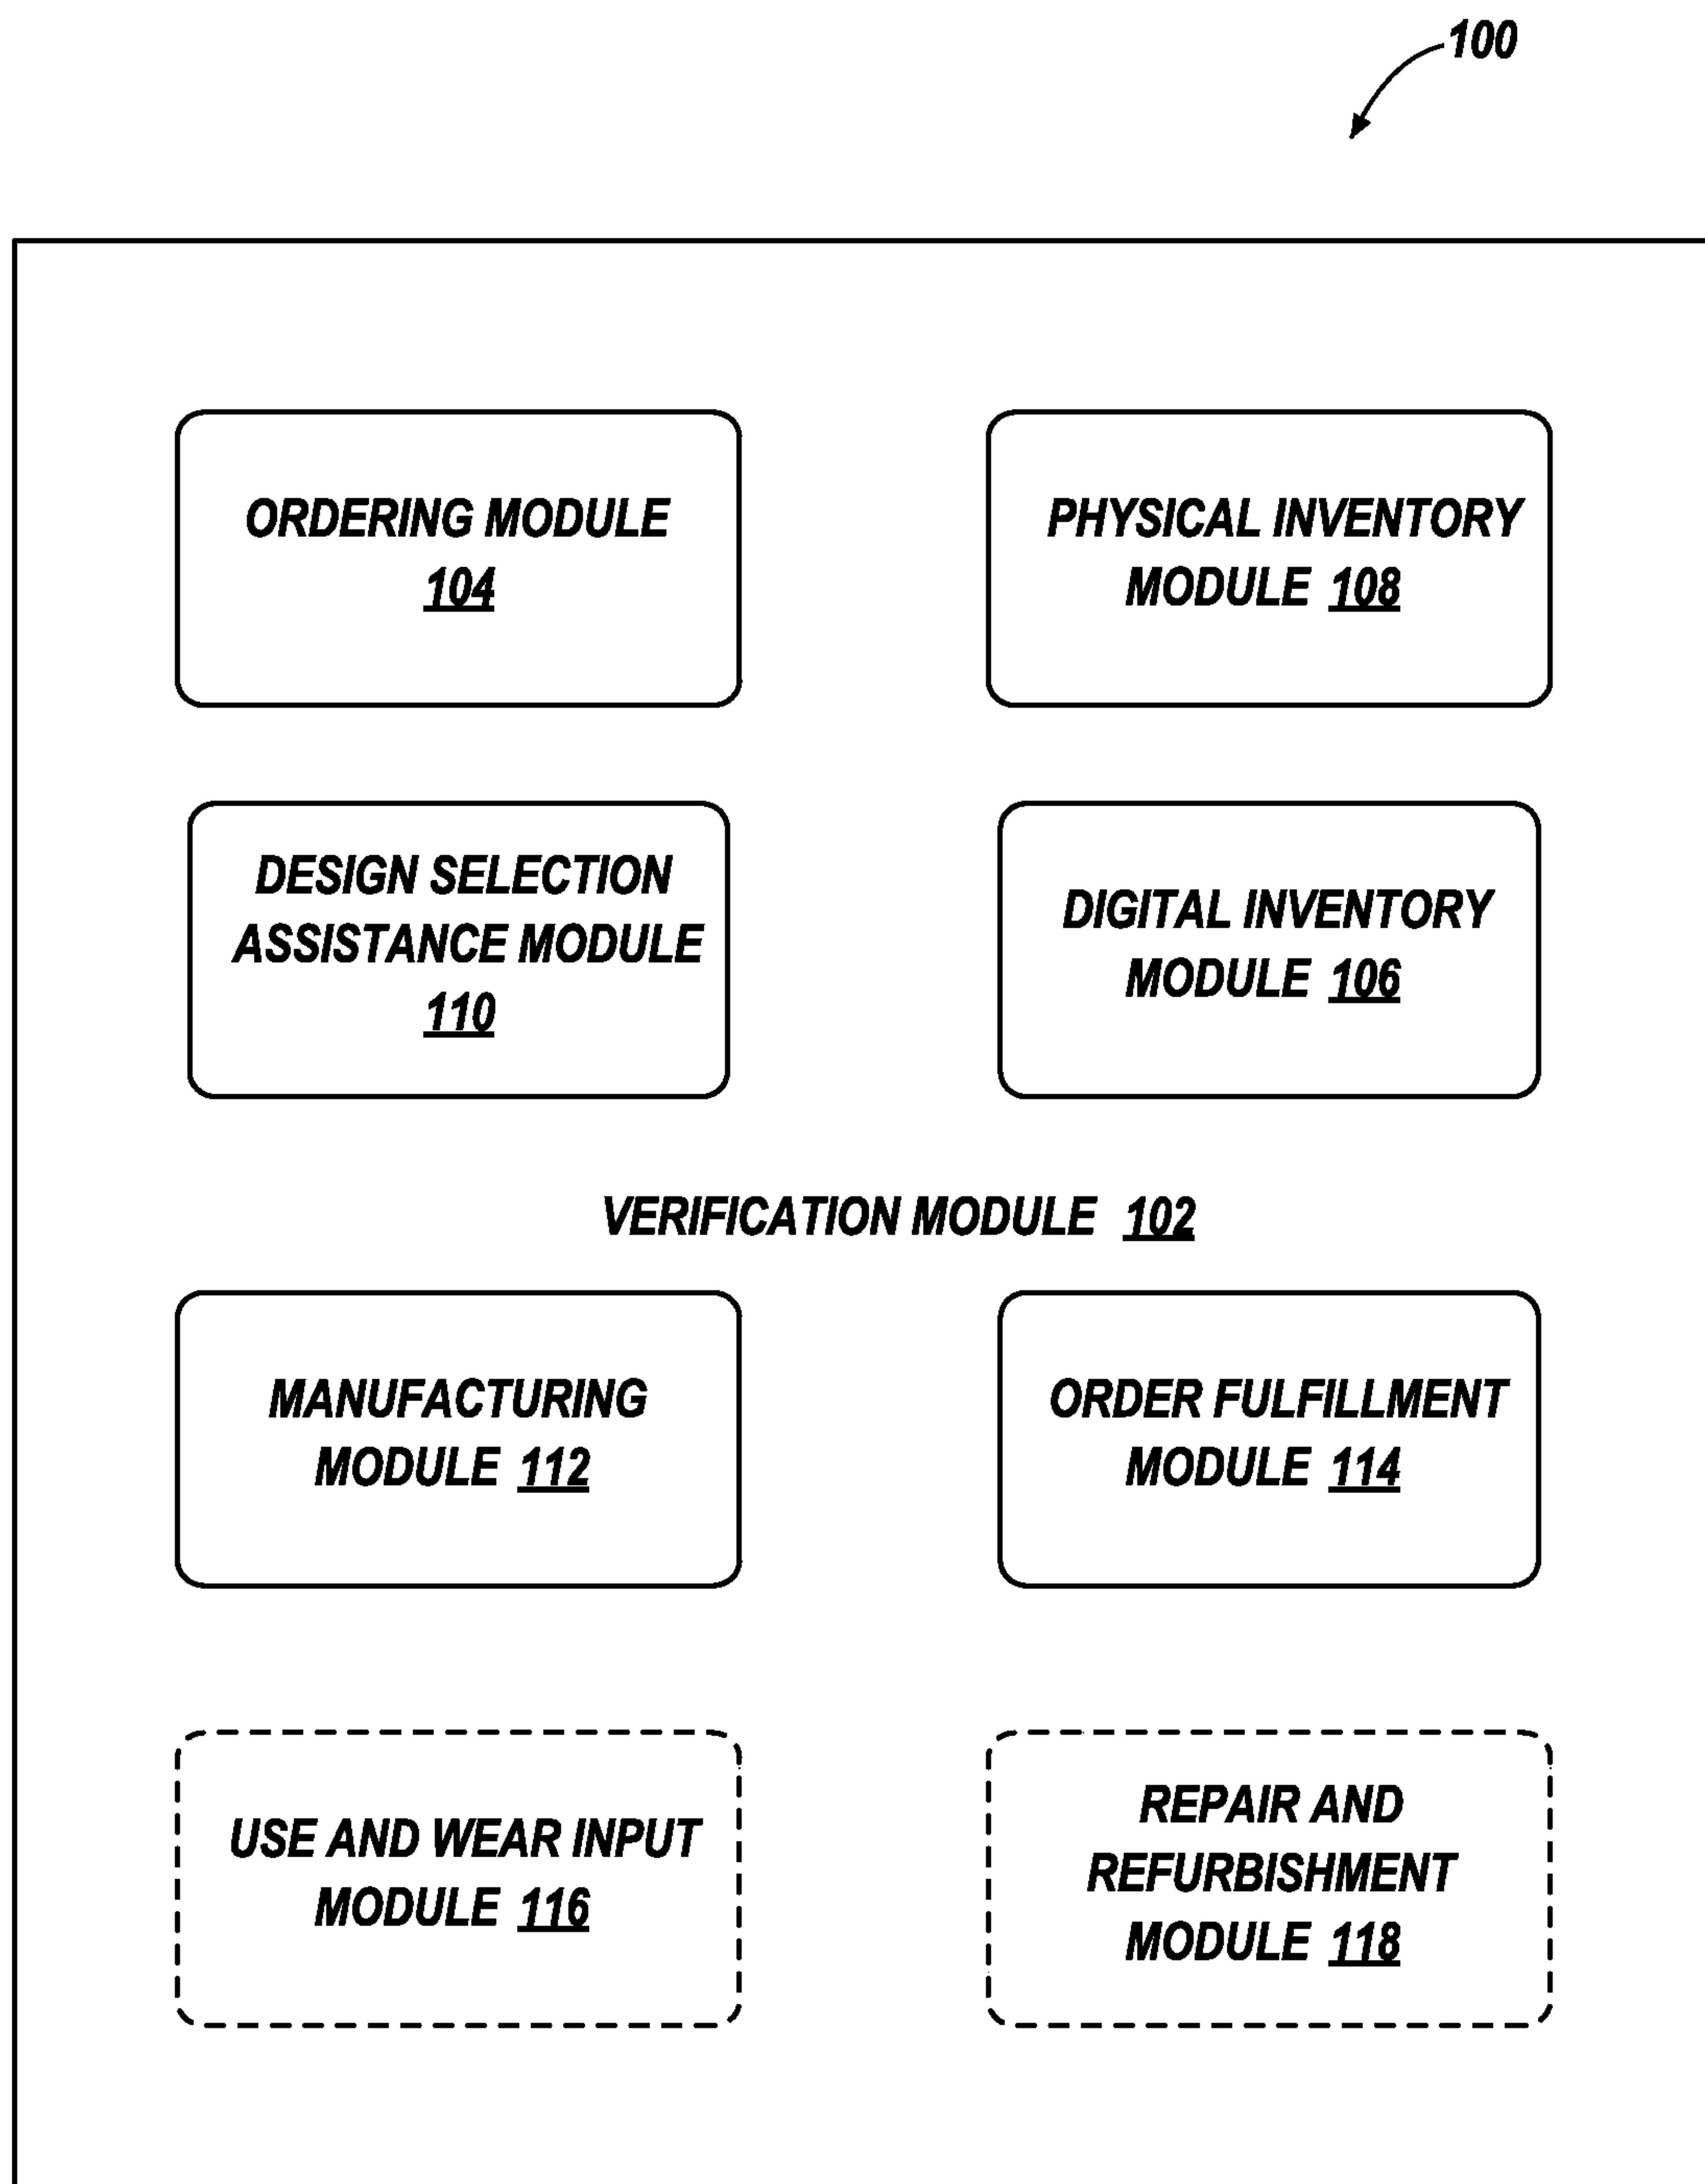 100
ORDERING MODULE
104
PHYSICAL INVENTORY
MODULE 108
DESIGN SELECTION
ASSISTANCE MODULE
110
DIGITAL INVENTORY
MODULE 106
VERIFICATION MODULE 102
MANUFACTURING
MODULE 112
ORDER FULFILLMENT
MODULE 114
USE AND WEAR INPUT
MODULE 116
REPAIR AND
REFURBISHMENT
MODULE 118